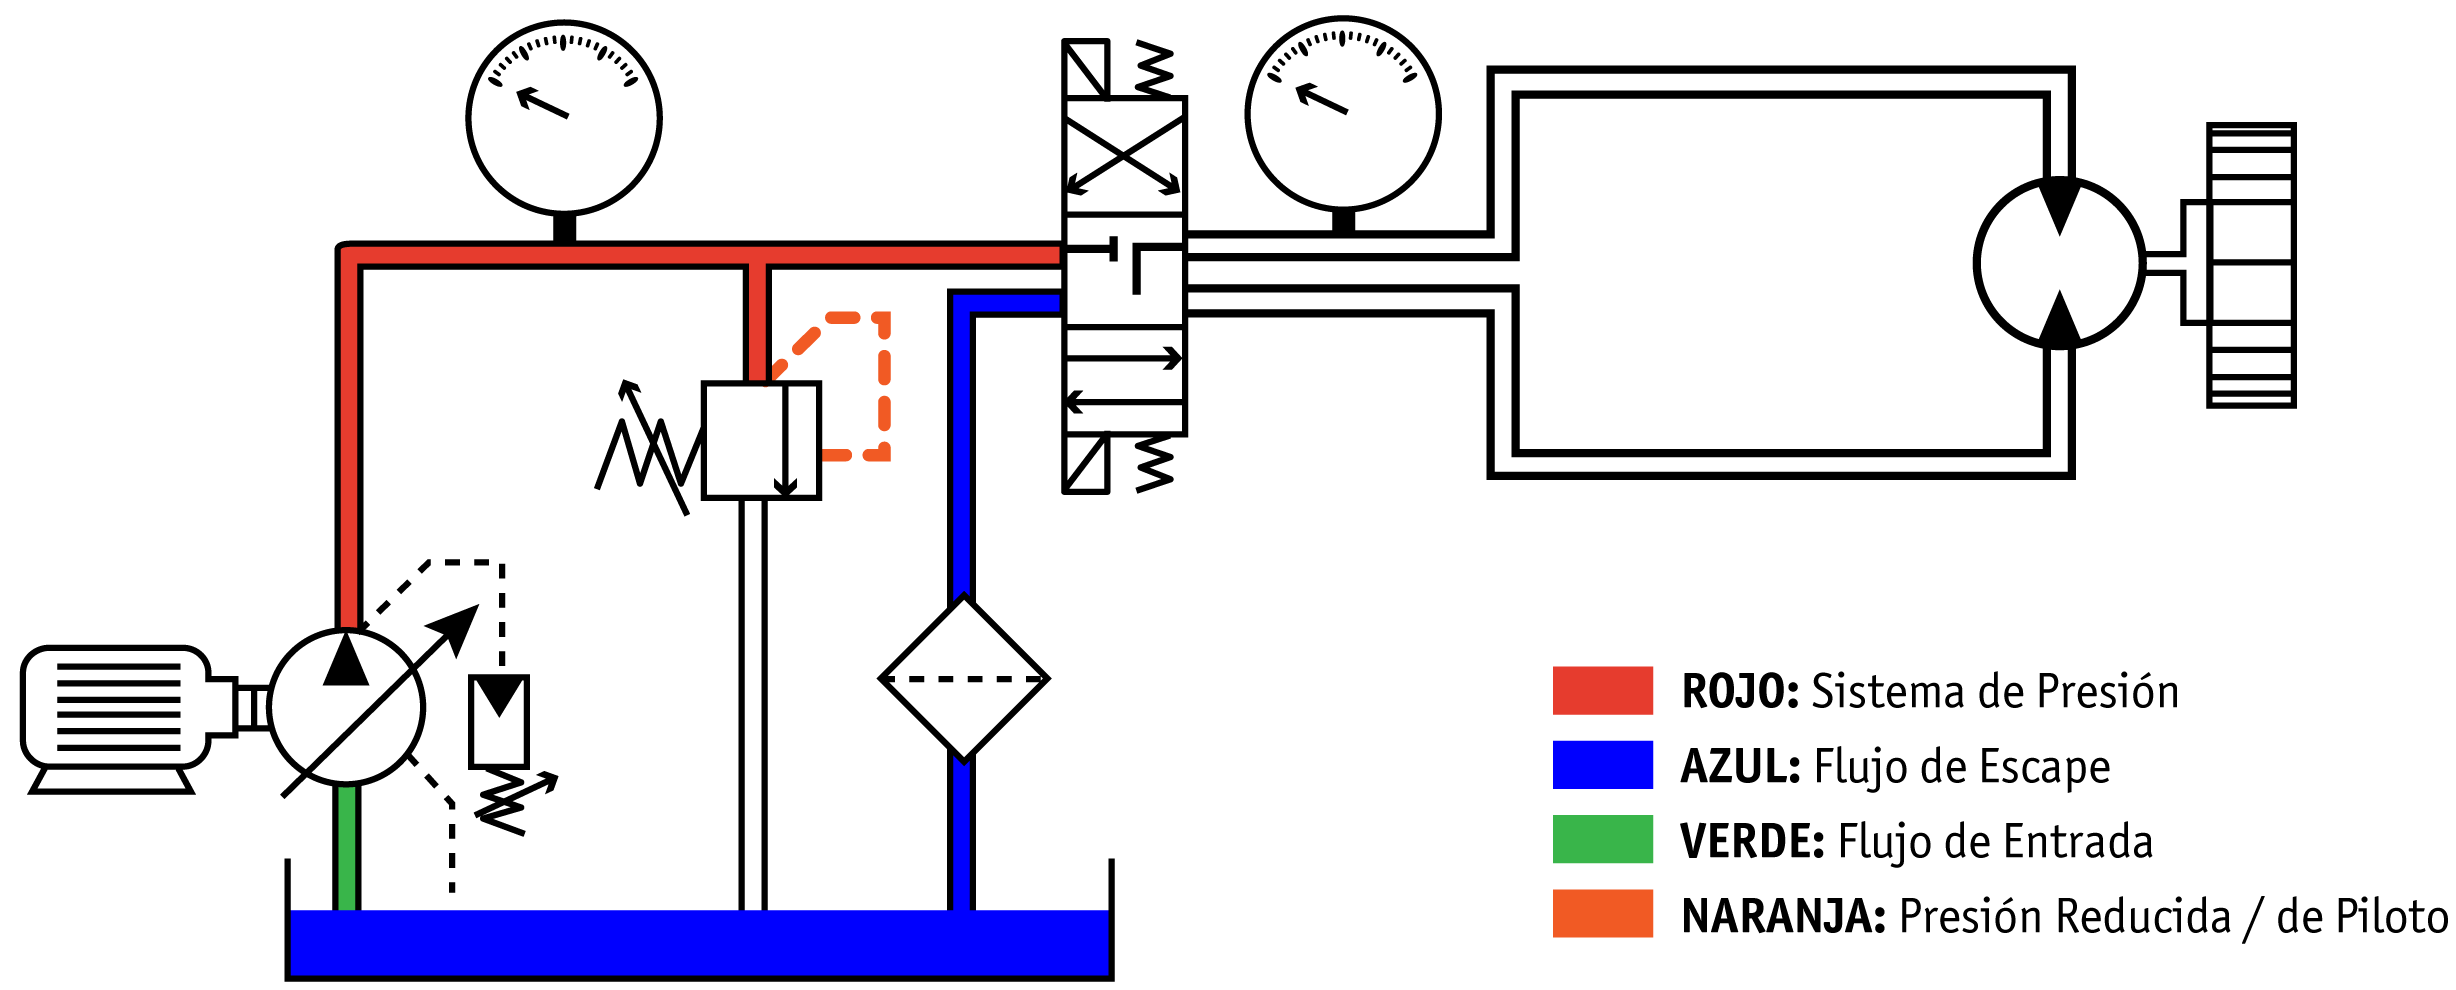 ROJO: Sistema de Presión
AZUL: Flujo de Escape
VERDE: Flujo de Entrada
NARANJA: Presión Reducida / de Piloto